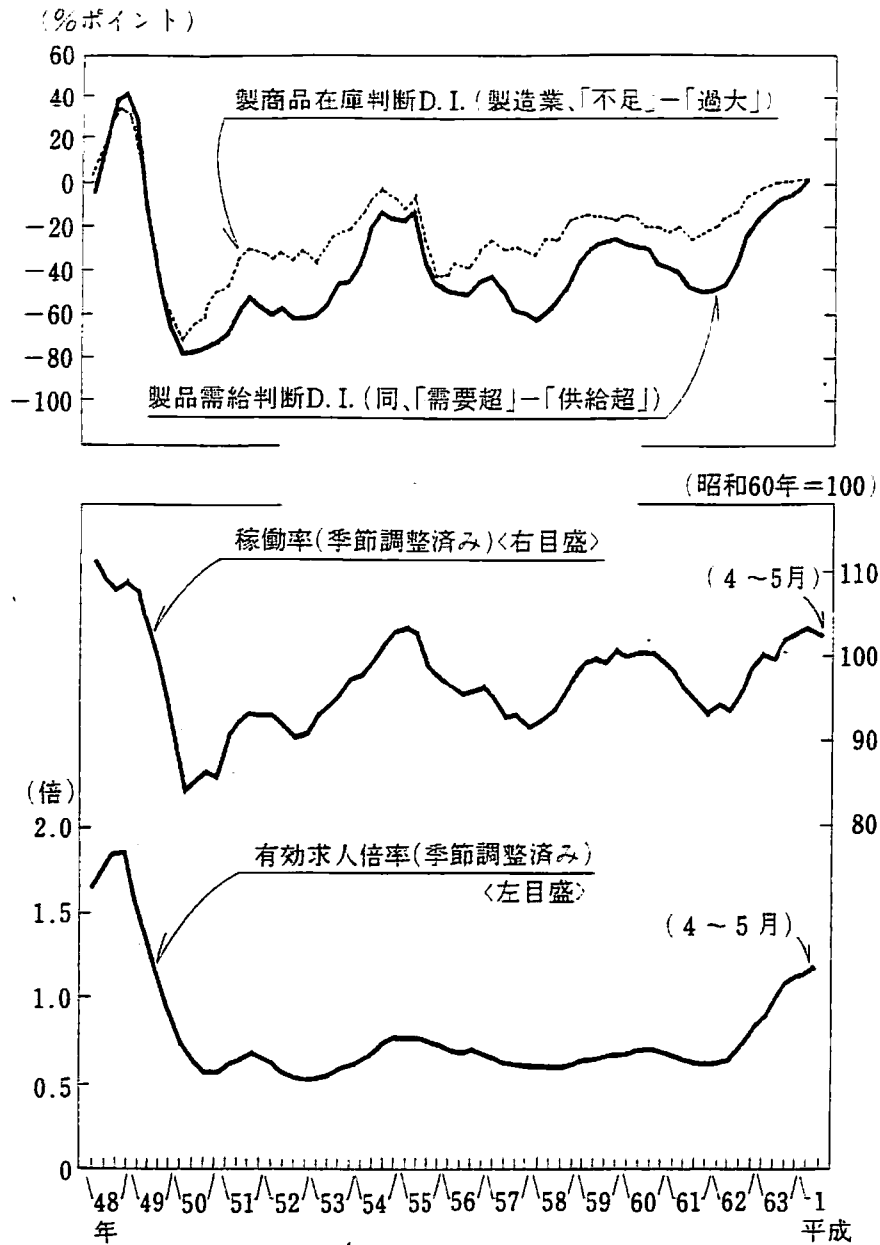 (%ポイント)
60
40
20
0
-20
-40
-60
-80
-100
製商品在庫判断D.I.(製造業、「不足」-「過大」)
製品需給判断D.I.(同、「需要超」-「供給超」)
(昭和60年=100)
稼働率(季節調整済み)<右目盛>
(4~5月)
110
100
90
80
(倍)
2.0
1.5
1.0
0.5
0
有効求人倍率(季節調整済み)
<左目盛>
(4~5月)
48 49 50 51 52 53 54 55 56 57 58 59 60 61 62 63 1
年 平成